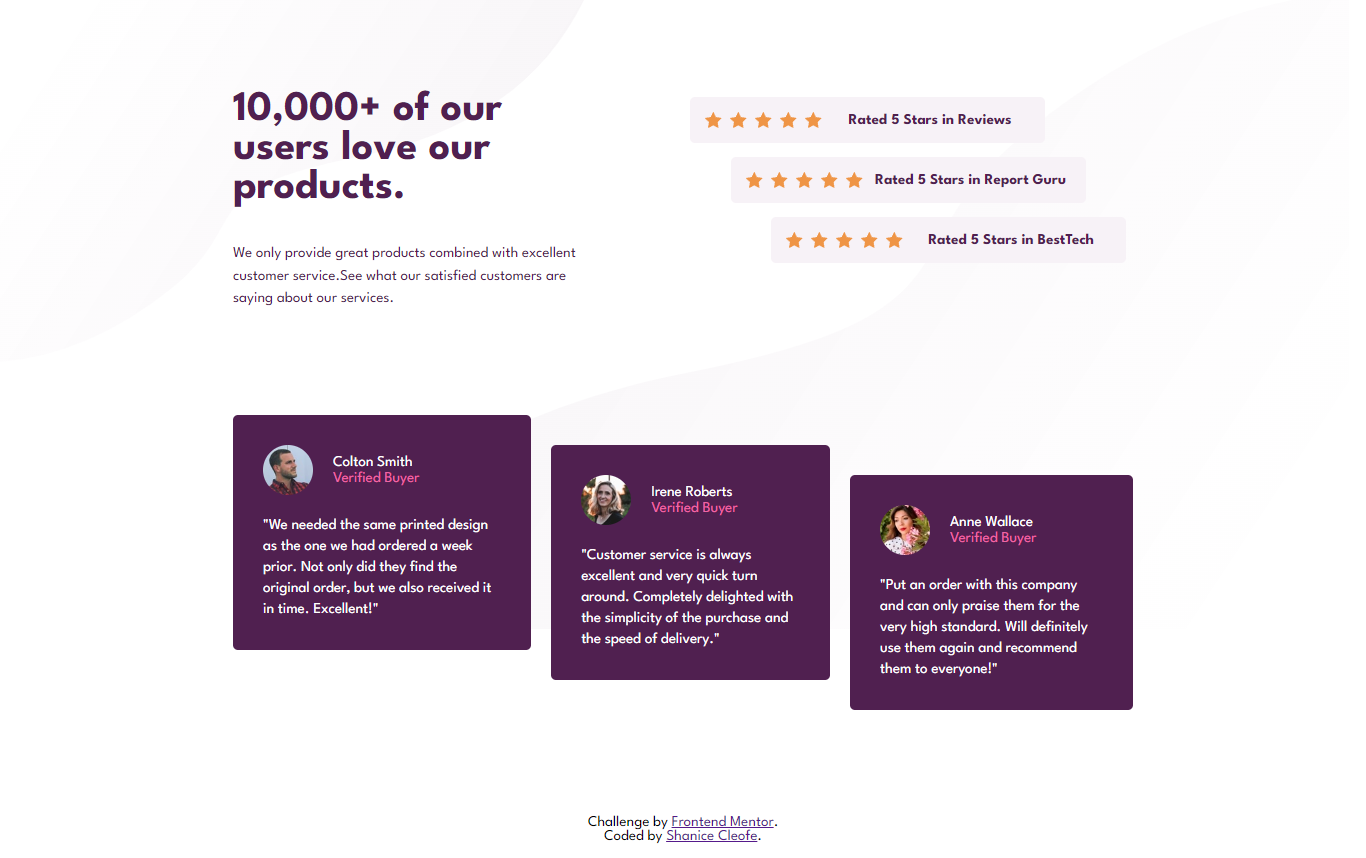 10,000+ of our
users love our
products.
We only provide great products combined with excellent
customer service.See what our satisfied customers are
saying about our services.
Rated 5 Stars in Reviews
Rated 5 Stars in Report Guru
Rated 5 Stars in BestTech
Colton Smith
Verified Buyer
"We needed the same printed design
as the one we had ordered a week
prior. Not only did they find the
original order, but we also received it
in time. Excellent!"
Irene Roberts
Verified Buyer
"Customer service is always
excellent and very quick turn
around. Completely delighted with
the simplicity of the purchase and
the speed of delivery."
Anne Wallace
Verified Buyer
"Put an order with this company
and can only praise them for the
very high standard. Will definitely
use them again and recommend
them to everyone!"
Challenge by Frontend Mentor.
Coded by Shanice Cleofe.